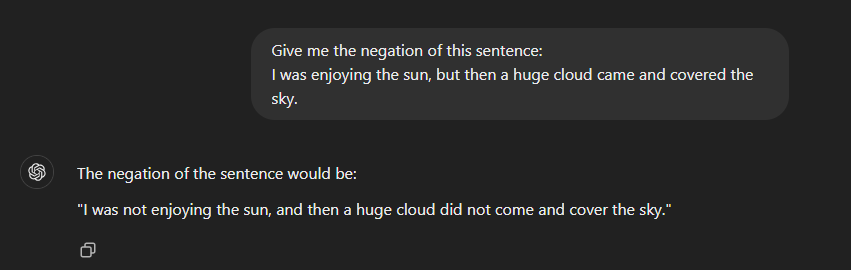 Give me the negation of this sentence:
I was enjoying the sun, but then a huge cloud came and covered the
sky.
The negation of the sentence would be:
"I was not enjoying the sun, and then a huge cloud did not come and cover the sky."